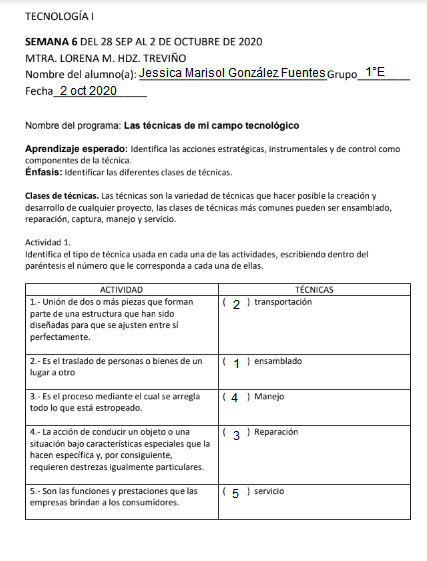 TECNOLOGÍA I
SEMANA 6 DEL 28 SEP AL 2 DE OCTUBRE DE 2020
MTRA. LORENA M. HDZ. TREVIÑO
Nombre del alumno(a): Jessica Marisol González Fuentes Grupo 1°E
Fecha 2 oct 2020
Nombre del programa: Las técnicas de mi campo tecnológico
Aprendizaje esperado: Identifica las acciones estratégicas, instrumentales y de control como
componentes de la técnica.
Énfasis: Identificar las diferentes clases de técnicas.
Clases de técnicas. Las técnicas son la variedad de técnicas que hacer posible la creación y
desarrollo de cualquier proyecto, las clases de técnicas más comunes pueden ser ensamblado,
reparación, captura, manejo y servicio.
Actividad 1.
Identifica el tipo de técnica usada en cada una de las actividades, escribiendo dentro del
paréntesis el número que le corresponda a cada una de ellas.
ACTIVIDAD TÉCNICAS
1.- Unión de dos o más piezas que forman
parte de una estructura que han sido
diseñadas para que se ajusten entre sí
perfectamente.
( 2 ) transportación
2.- Es el traslado de personas o bienes de un
lugar a otro
( 1 ) ensamblado
3.- Es el proceso mediante el cual se arregla
todo lo que está estropeado.
( 4 ) Manejo
4.- La acción de conducir un objeto o una
situación bajo características especiales que la
hacen específica y, por consiguiente,
requieren destrezas igualmente particulares.
( 3 ) Reparación
5.- Son las funciones y prestaciones que las
empresas brindan a los consumidores.
( 5 ) servicio